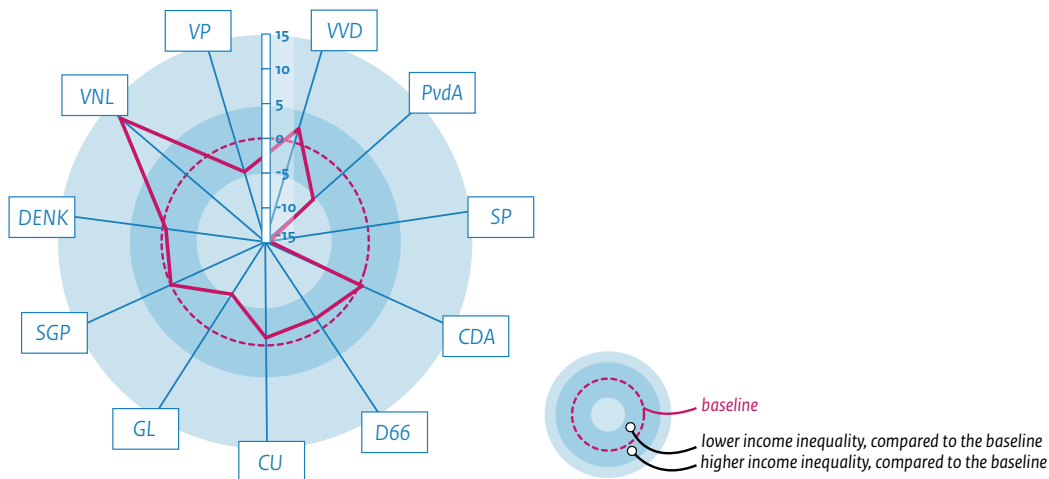 VP
15
VVD
10
PvdA
VNL
5
0
-5
DENK
-10
SP
-15
SGP
CDA
GL
D66
CU
baseline
lower income inequality, compared to the baseline
higher income inequality, compared to the baseline